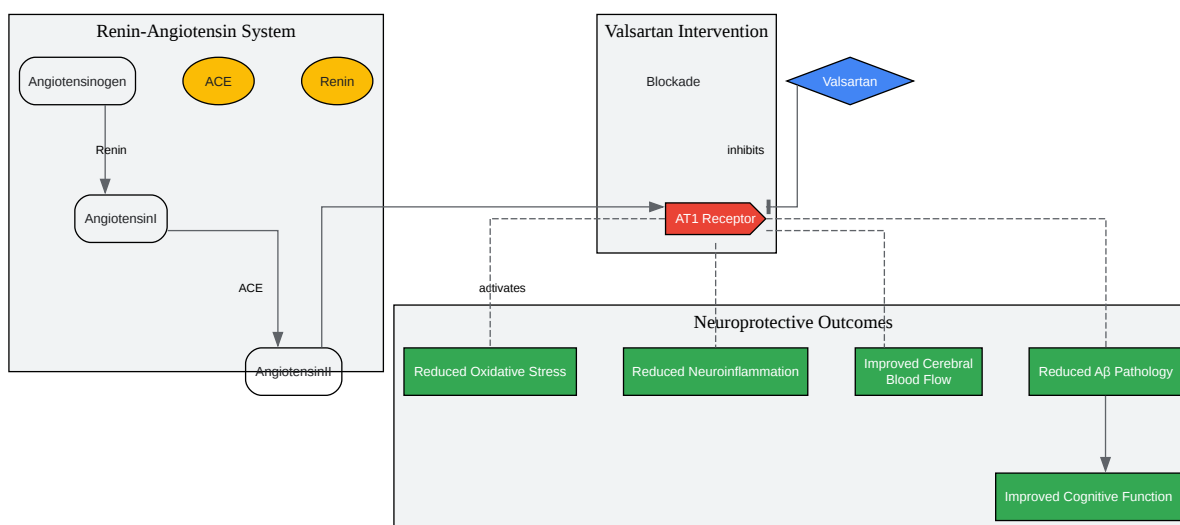 Renin-Angiotensin System
Valsartan Intervention
Angiotensinogen
ACE
Renin
Blockade
Valsartan
Renin
inhibits
AngiotensinI
AT1 Receptor
ACE
activates
Neuroprotective Outcomes
AngiotensinII
Reduced Oxidative Stress
Reduced Neuroinflammation
Improved Cerebral
Blood Flow
Reduced Aβ Pathology
Improved Cognitive Function